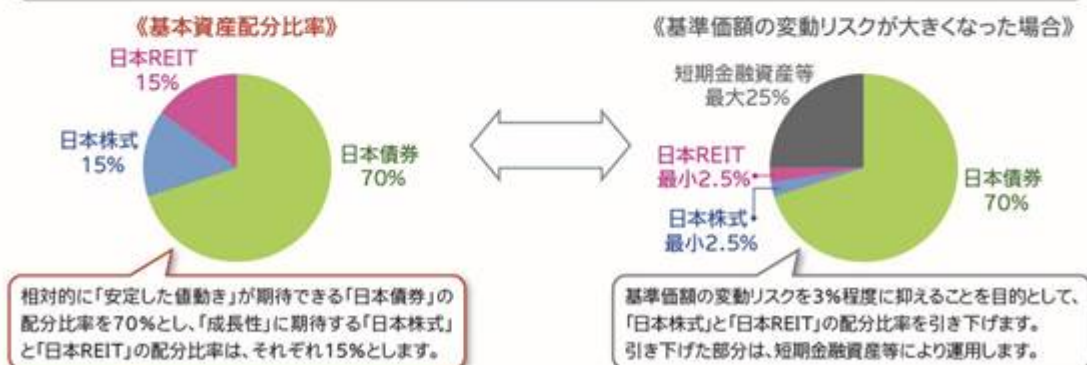 《基本資産配分比率》
日本REIT
15%
日本株式
15%
日本債券
70%
相対的に「安定した値動き」が期待できる「日本債券」の
配分比率を70%とし、「成長性」に期待する「日本株式」
と「日本REIT」の配分比率は、それぞれ15%とします。
《基準価額の変動リスクが大きくなった場合》
短期金融資産等
最大25%
日本REIT
最小2.5%
日本株式
最小2.5%
日本債券
70%
基準価額の変動リスクを3%程度に抑えることを目的として、
「日本株式」と「日本REIT」の配分比率を引き下げます。
引き下げた部分は、短期金融資産等により運用します。